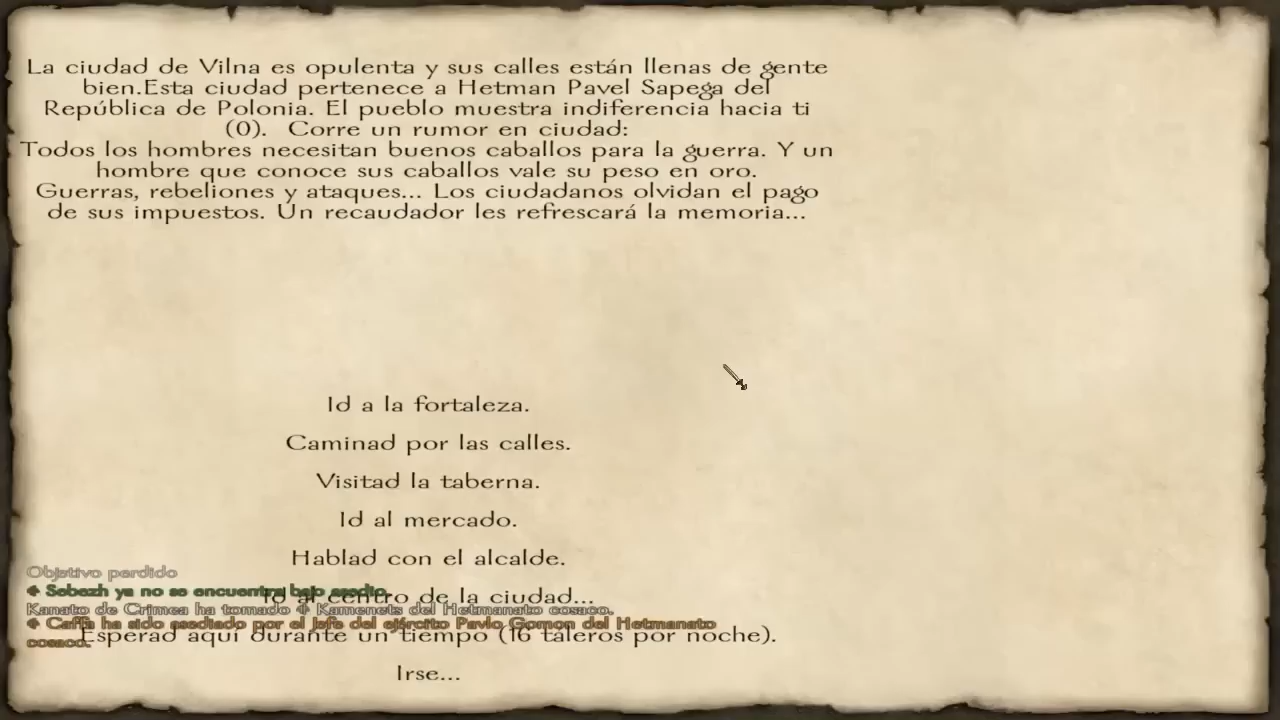 La ciudad de Vilna es opulenta y sus calles están llenas de gente
bien.Esta ciudad pertenece a Hetman Pavel Sapega del
República de Polonia. El pueblo muestra indiferencia hacia ti
(0). Corre un rumor en ciudad:
Todos los hombres necesitan buenos caballos para la guerra. Y un
hombre que conoce sus caballos vale su peso en oro.
Guerras, rebeliones y ataques... Los ciudadanos olvidan el pago
de sus impuestos. Un recaudador les refrescará la memoria...
Id a la fortaleza.
Caminad por las calles.
Visitad la taberna.
Id al mercado.
Hablad con el alcalde.
Objetivo perdido
Sebezh ya no se encuentra bajo asedio.
Id al centro de la ciudad...
Kanato de Crimea ha tomado Kamenets del Hetmanato cosaco.
Caffa ha sido asediado por el Jefe del ejército Pavlo Gomon del Hetmanato
cosaco.
Esperad aquí durante un tiempo (16 táleros por noche).
Irse...